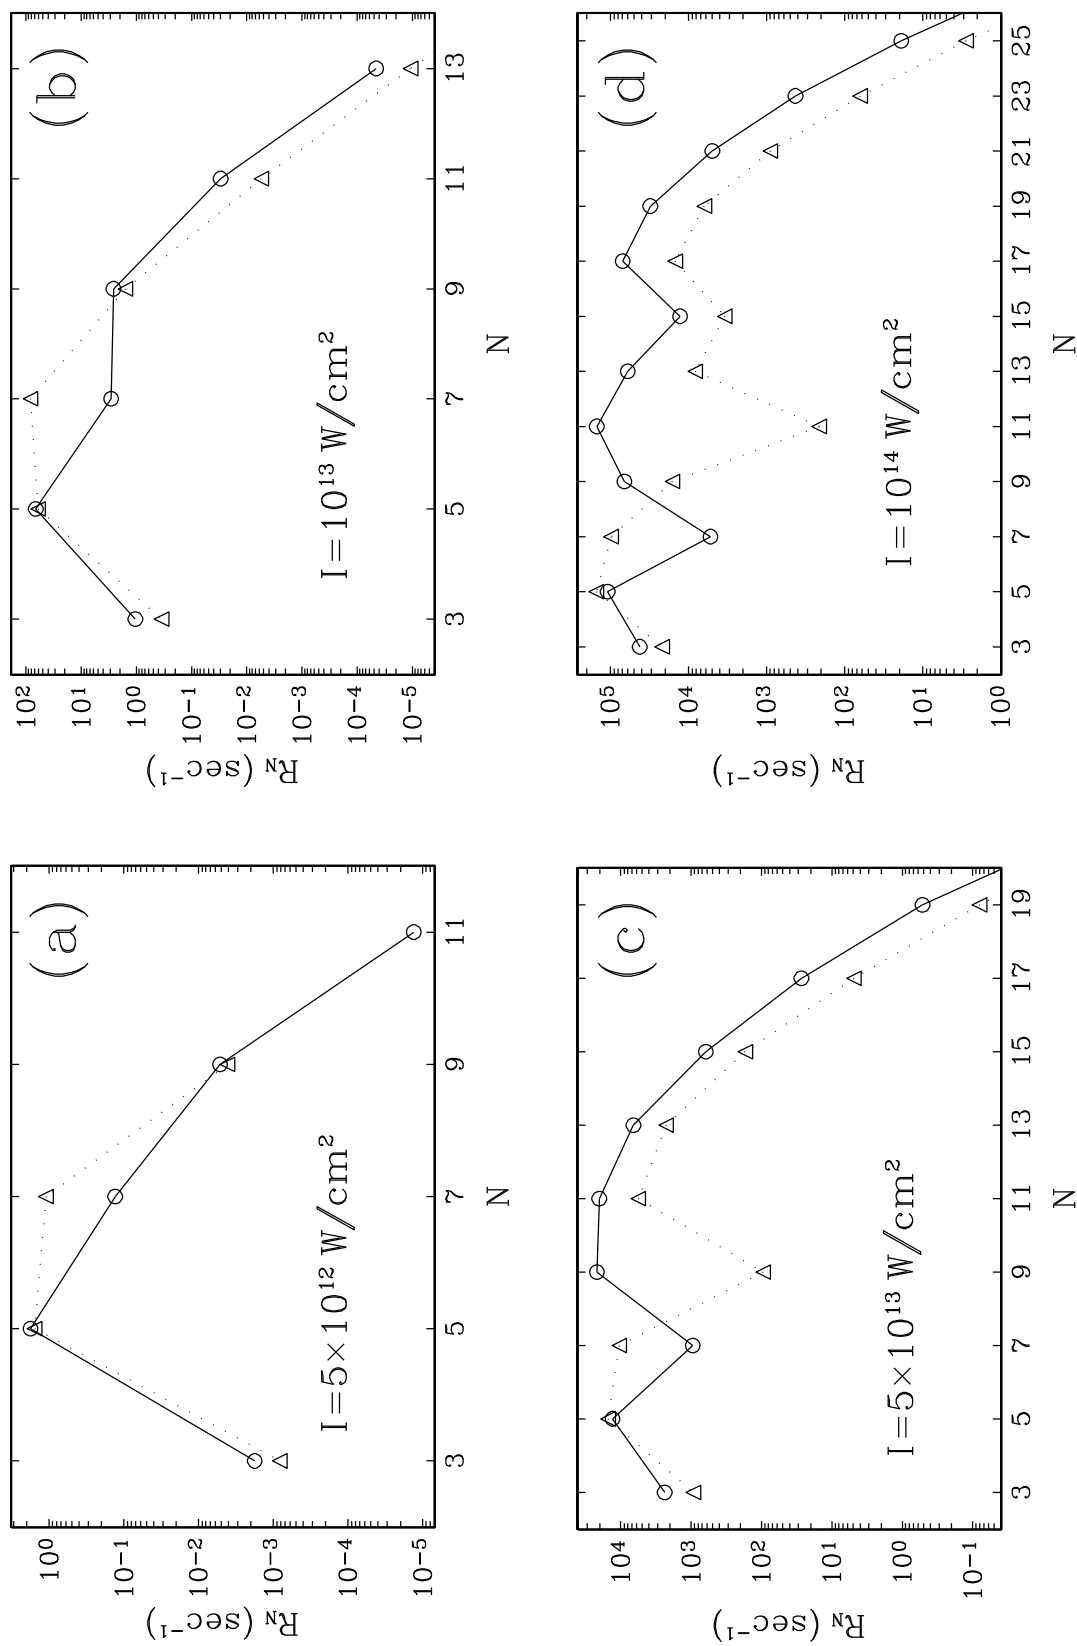 (a)
I=5×10¹² W/cm²
R_N (sec⁻¹)
10⁰
10⁻¹
10⁻²
10⁻³
10⁻⁴
10⁻⁵
3 5 7 9 11
N
(b)
I=10¹³ W/cm²
R_N (sec⁻¹)
10²
10¹
10⁰
10⁻¹
10⁻²
10⁻³
10⁻⁴
10⁻⁵
3 5 7 9 11 13
N
(c)
I=5×10¹³ W/cm²
R_N (sec⁻¹)
10⁴
10³
10²
10¹
10⁰
10⁻¹
3 5 7 9 11 13 15 17 19
N
(d)
I=10¹⁴ W/cm²
R_N (sec⁻¹)
10⁵
10⁴
10³
10²
10¹
10⁰
3 5 7 9 11 13 15 17 19 21 23 25
N